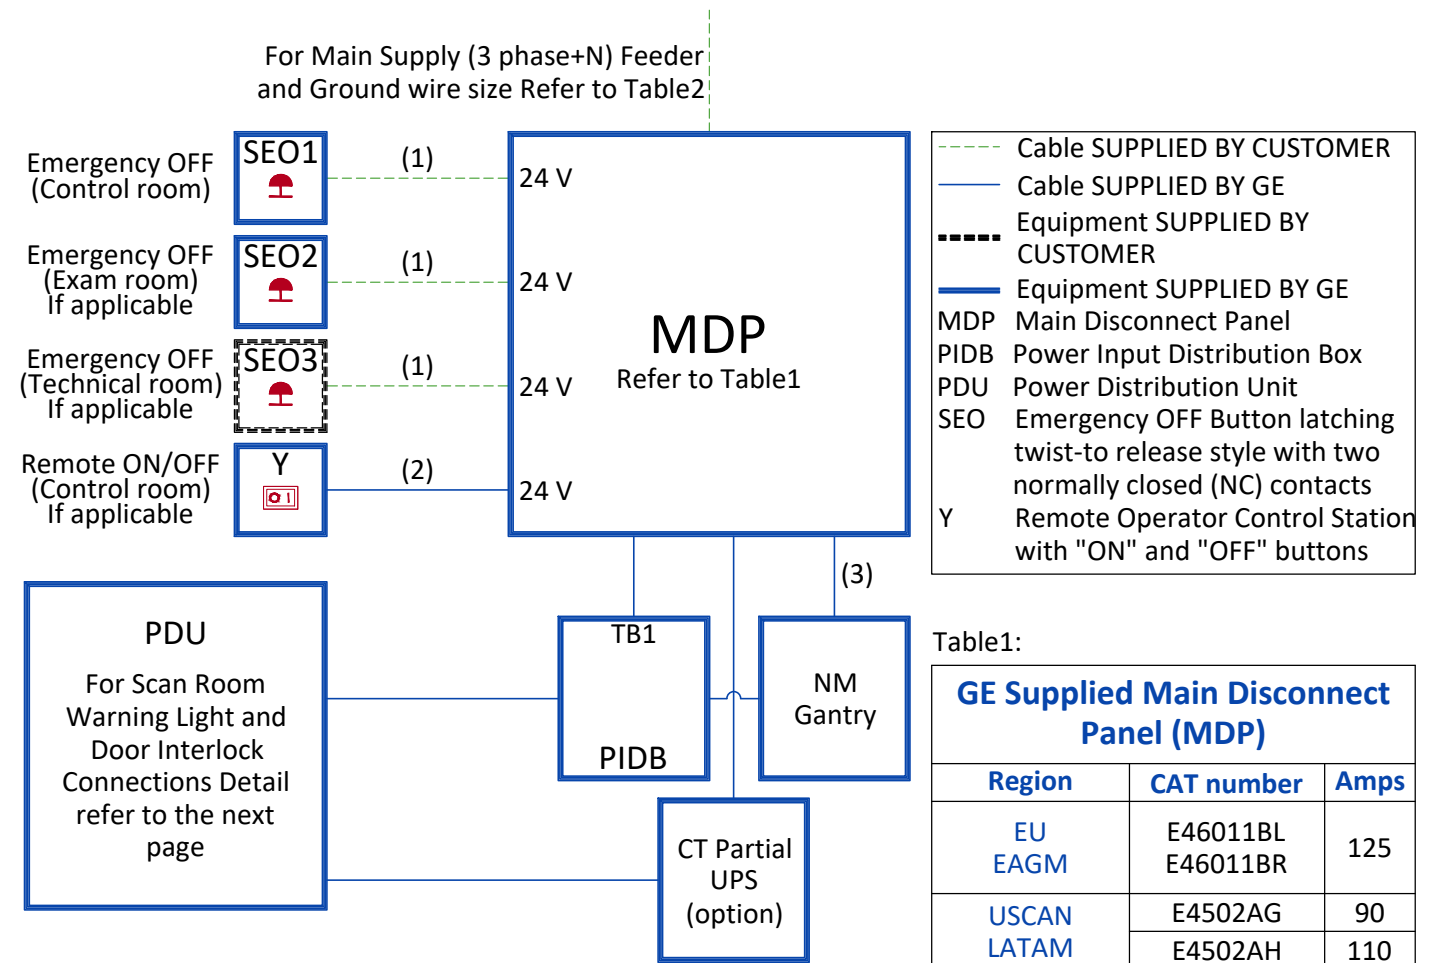 For Main Supply (3 phase+N) Feeder
and Ground wire size Refer to Table2
Emergency OFF
(Control room)
SEO1
(1)
24 V
Emergency OFF
(Exam room)
If applicable
SEO2
(1)
24 V
Emergency OFF
(Technical room)
If applicable
SEO3
(1)
24 V
Remote ON/OFF
(Control room)
If applicable
Y
(2)
24 V
MDP
Refer to Table1
(3)
PDU
For Scan Room
Warning Light and
Door Interlock
Connections Detail
refer to the next
page
TB1
PIDB
NM
Gantry
CT Partial
UPS
(option)
Cable SUPPLIED BY CUSTOMER
Cable SUPPLIED BY GE
Equipment SUPPLIED BY
CUSTOMER
Equipment SUPPLIED BY GE
MDP Main Disconnect Panel
PIDB Power Input Distribution Box
PDU Power Distribution Unit
SEO Emergency OFF Button latching
twist-to release style with two
normally closed (NC) contacts
Y Remote Operator Control Station
with "ON" and "OFF" buttons
Table1:
GE Supplied Main Disconnect
Panel (MDP)
Region CAT number Amps
EU
EAGM
E46011BL
E46011BR
125
USCAN
LATAM
E4502AG 90
E4502AH 110